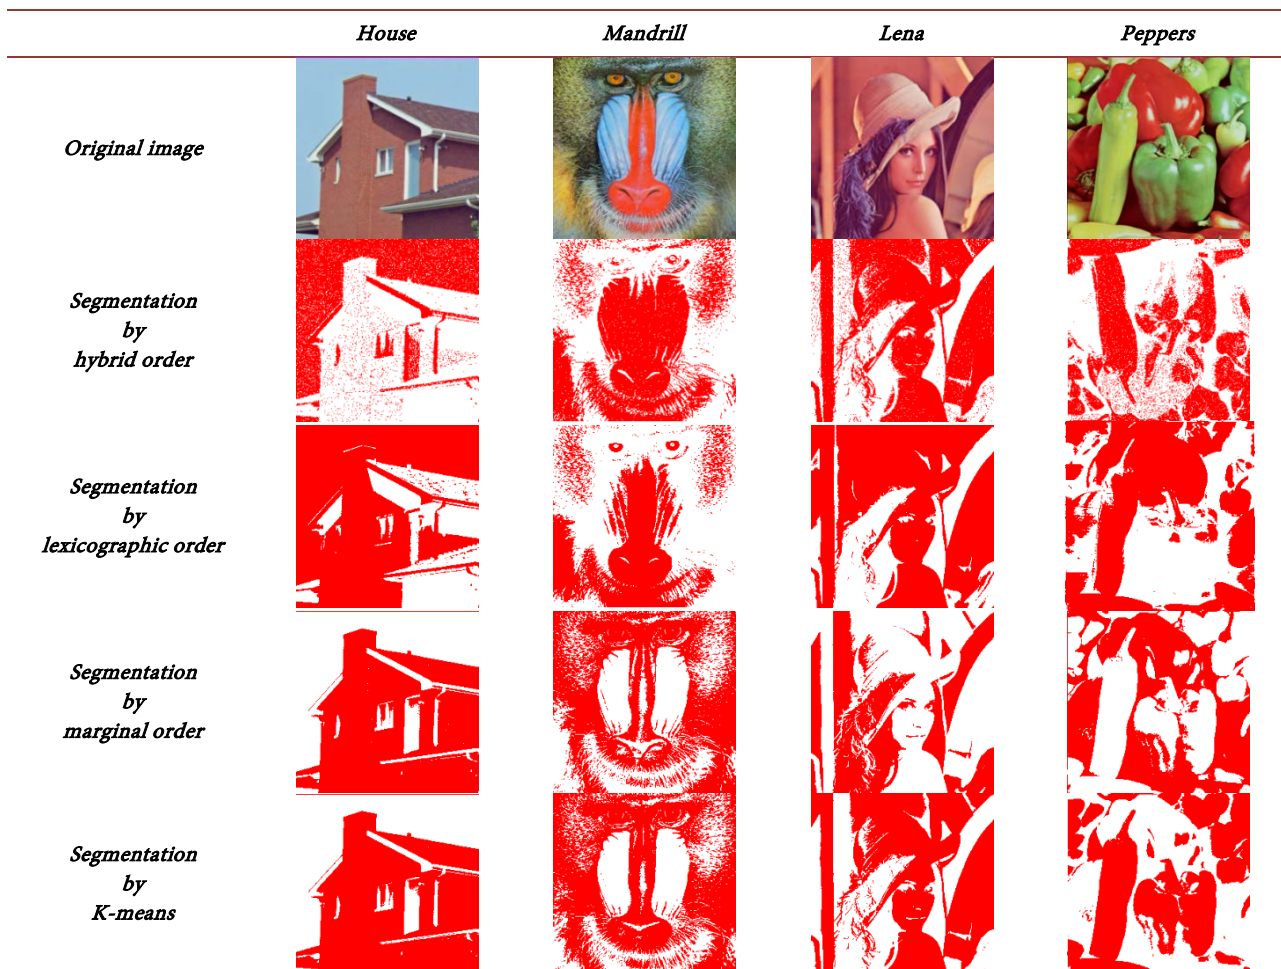 House Mandrill Lena Peppers
Original image
Segmentation
by
hybrid order
Segmentation
by
lexicographic order
Segmentation
by
marginal order
Segmentation
by
K-means